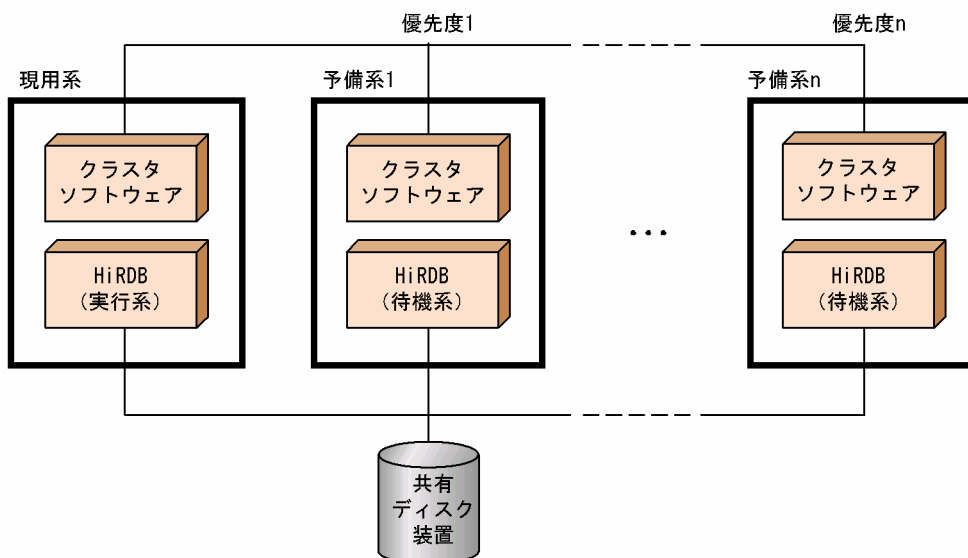 優先度1
優先度n
現用系
予備系1
予備系n
クラスタ
ソフトウェア
クラスタ
ソフトウェア
クラスタ
ソフトウェア
...
HiRDB
(実行系)
HiRDB
(待機系)
HiRDB
(待機系)
共有
ディスク
装置